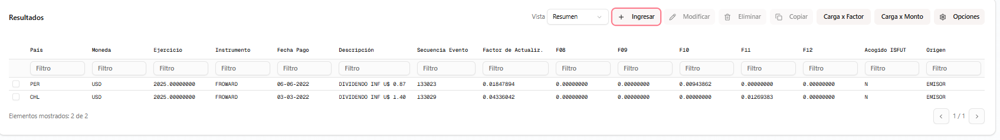 Resultados Vista Resumen Ingresar Modificar Eliminar Copiar Carga x Factor Carga x Monto Opciones
País Moneda Ejercicio Instrumento Fecha Pago Descripción Secuencia Evento Factor de Actualiz. F08 F09 F10 F11 F12 Acogido ISFUT Origen
Filtro Filtro Filtro Filtro Filtro Filtro Filtro Filtro Filtro Filtro Filtro Filtro Filtro Filtro Filtro
PER USD 2025.00000000 FROWARD 06-06-2022 DIVIDENDO INF U$ 0.87 133023 0.01847894 0.00000000 0.00000000 0.00943862 0.00000000 0.00000000 N EMISOR
CHL USD 2025.00000000 FROWARD 03-03-2022 DIVIDENDO INF U$ 1.40 133029 0.04336042 0.00000000 0.00000000 0.00000000 0.01269383 0.00000000 N EMISOR
Elementos mostrados: 2 de 2 1 / 1